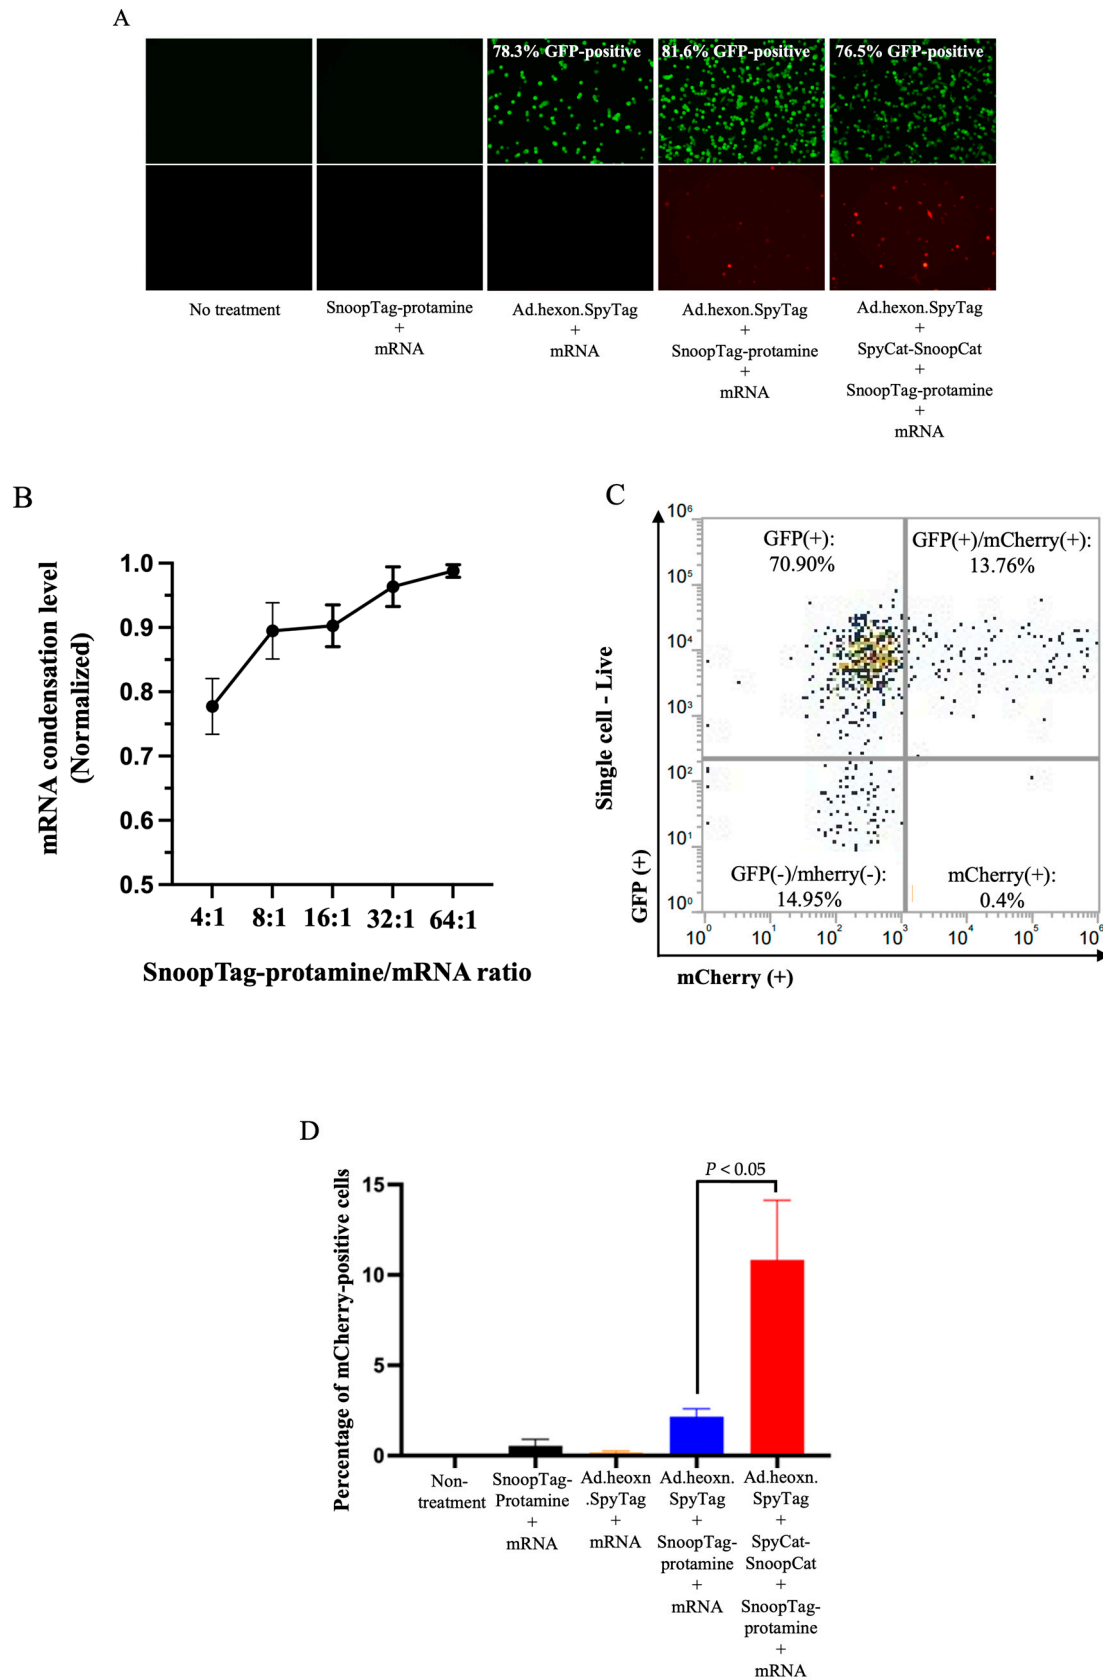 A
78.3% GFP-positive
81.6% GFP-positive
76.5% GFP-positive
No treatment
SnoopTag-protamine
+
mRNA
Ad.hexon.SpyTag
+
mRNA
Ad.hexon.SpyTag
+
SnoopTag-protamine
+
mRNA
Ad.hexon.SpyTag
+
SpyCat-SnoopCat
+
SnoopTag-protamine
+
mRNA
B
mRNA condensation level
(Normalized)
1.0
0.9
0.8
0.7
0.6
0.5
4:1 8:1 16:1 32:1 64:1
SnoopTag-protamine/mRNA ratio
C
Single cell - Live
GFP (+)
10⁶
10⁵
10⁴
10³
10²
10¹
10⁰
GFP(+):
70.90%
GFP(+)/mCherry(+):
13.76%
GFP(-)/mherry(-):
14.95%
mCherry(+):
0.4%
10⁰ 10¹ 10² 10³ 10⁴ 10⁵ 10⁶
mCherry (+)
D
Percentage of mCherry-positive cells
15
10
5
0
P < 0.05
Non-
treatment
SnoopTag-
Protamine
+
mRNA
Ad.heoxn
.SpyTag
+
mRNA
Ad.heoxn.
SpyTag
+
SnoopTag-
protamine
+
mRNA
Ad.heoxn.
SpyTag
+
SpyCat-
SnoopCat
+
SnoopTag-
protamine
+
mRNA